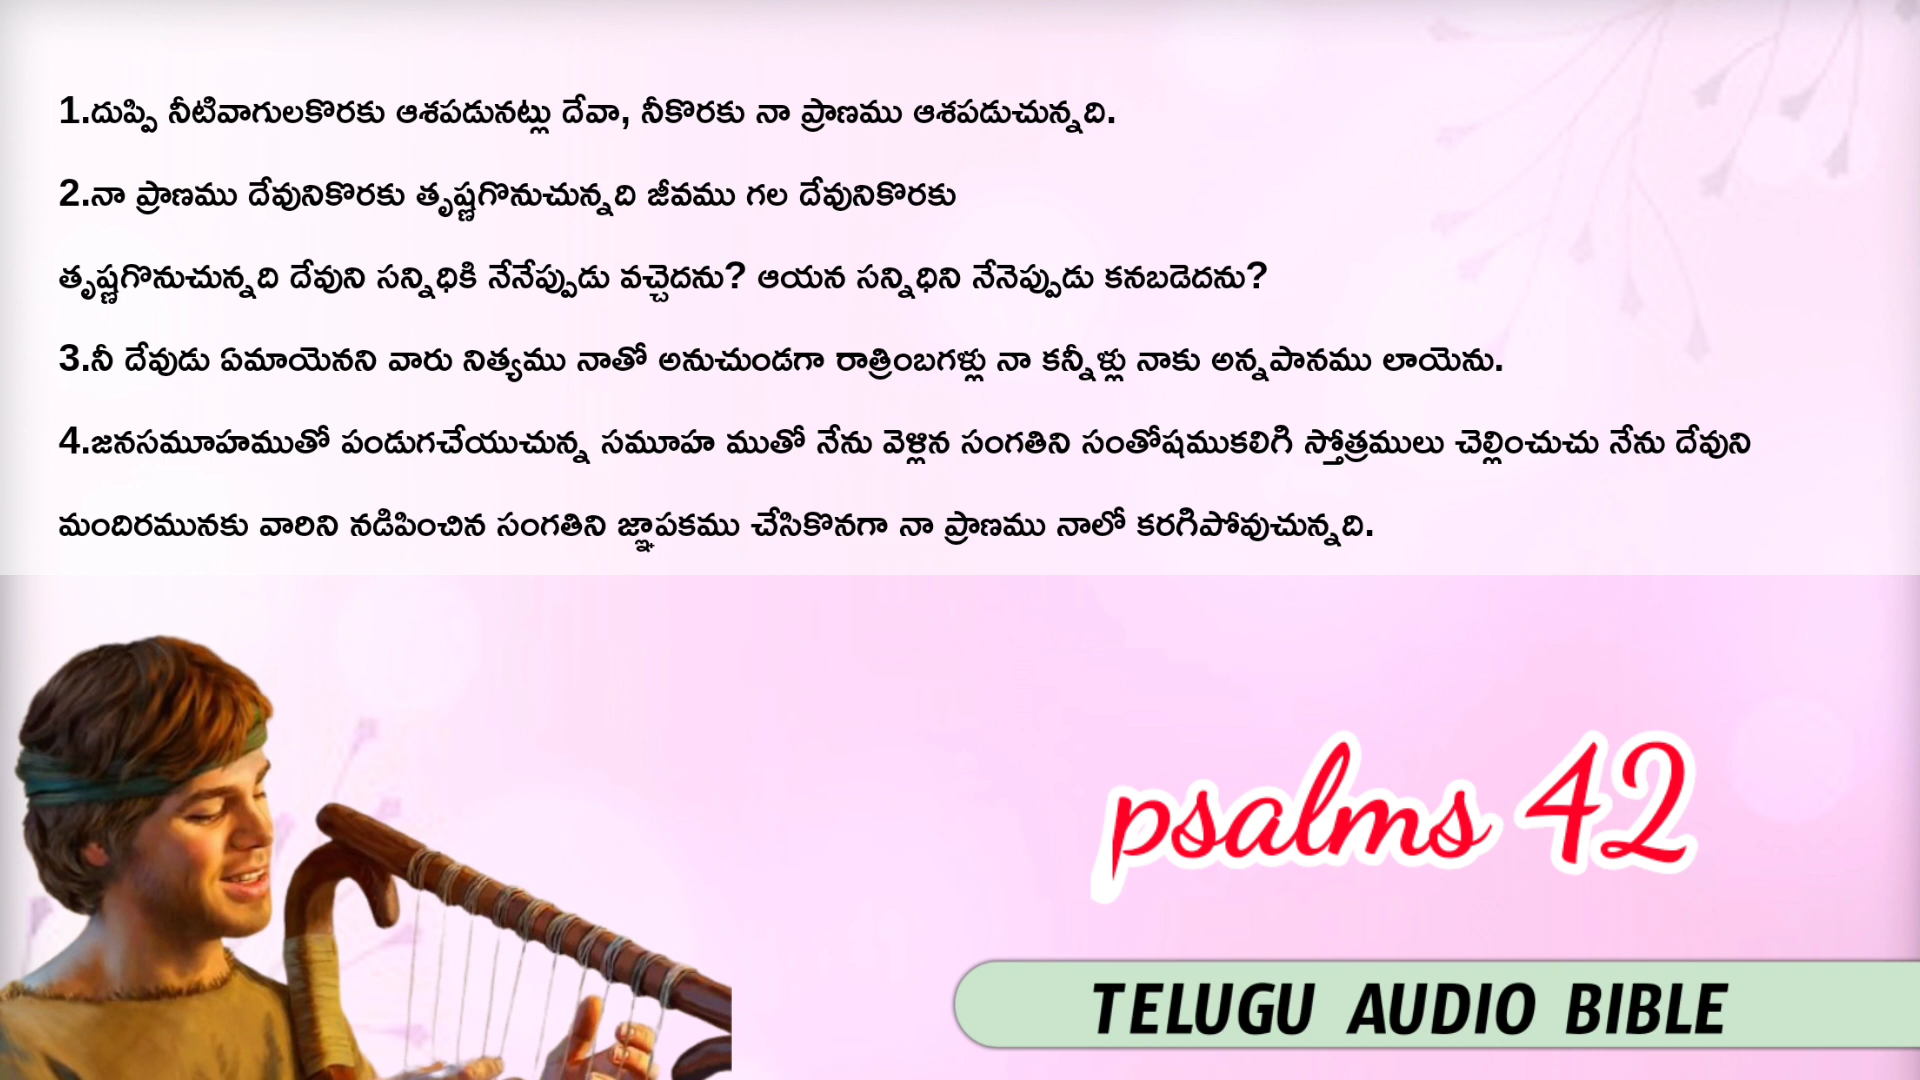 1.దుప్పి నీటివాగులకొరకు ఆశపడునట్లు దేవా, నీకొరకు నా ప్రాణము ఆశపడుచున్నది.
2.నా ప్రాణము దేవునికొరకు తృష్ణగొనుచున్నది జీవము గల దేవునికొరకు
తృష్ణగొనుచున్నది దేవుని సన్నిధికి నేనేప్పుడు వచ్చెదను? ఆయన సన్నిధిని నేనెప్పుడు కనబడెదను?
3.నీ దేవుడు ఏమాయెనని వారు నిత్యము నాతో అనుచుండగా రాత్రింబగళ్లు నా కన్నీళ్లు నాకు అన్నపానము లాయెను.
4.జనసమూహముతో పండుగచేయుచున్న సమూహ ముతో నేను వెళ్లిన సంగతిని సంతోషముకలిగి స్తోత్రములు చెల్లించుచు నేను దేవుని
మందిరమునకు వారిని నడిపించిన సంగతిని జ్ఞాపకము చేసికొనగా నా ప్రాణము నాలో కరగిపోవుచున్నది.
psalms 42
TELUGU AUDIO BIBLE